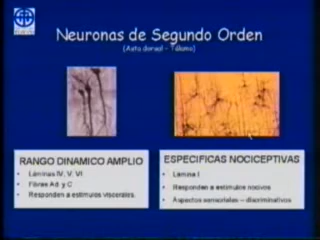 Neuronas de Segundo Orden
(Asta dorsal - Tálamo)
RANGO DINAMICO AMPLIO
• Láminas IV, V, VI
• Fibras Ad y C
• Responden a estímulos viscerales.
ESPECIFICAS NOCICEPTIVAS
• Lámina I
• Responden a estímulos nocivos
• Aspectos sensoriales – discriminativos